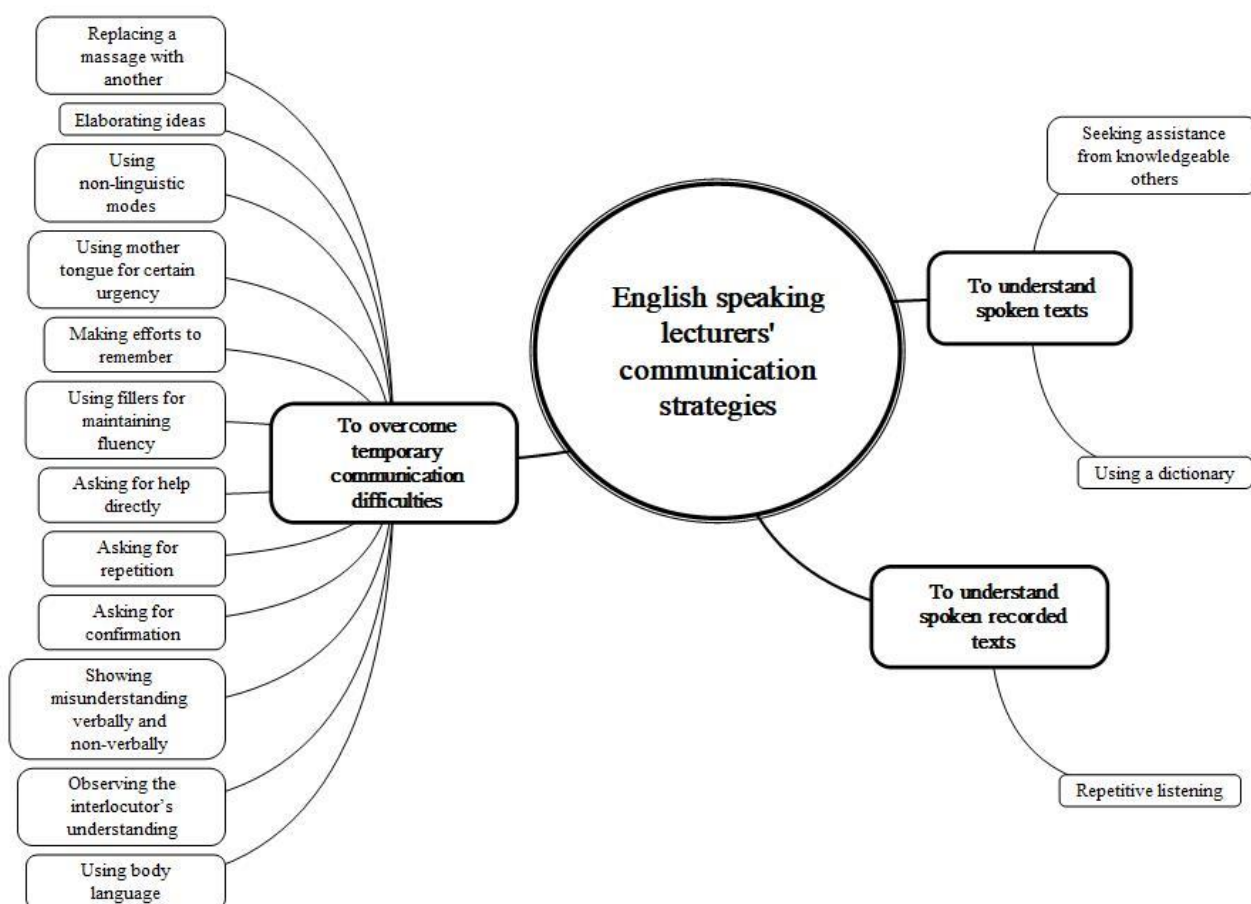 Replacing a
massage with
another
Elaborating ideas
Using
non-linguistic
modes
Using mother
tongue for certain
urgency
Making efforts to
remember
Using fillers for
maintaining
fluency
Asking for help
directly
Asking for
repetition
Asking for
confirmation
Showing
misunderstanding
verbally and
non-verbally
Observing the
interlocutor’s
understanding
Using body
language
To overcome
temporary
communication
difficulties
English speaking
lecturers'
communication
strategies
Seeking assistance
from knowledgeable
others
To understand
spoken texts
Using a dictionary
To understand
spoken recorded
texts
Repetitive listening